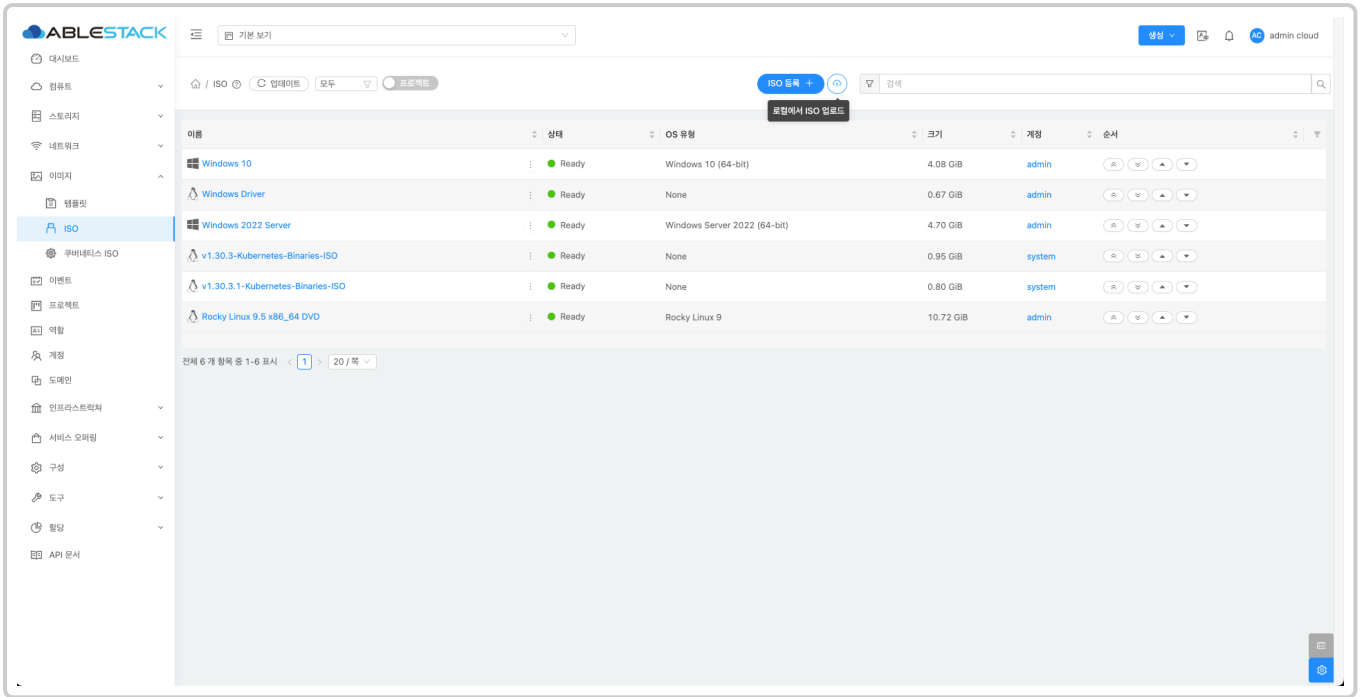 ABLESTACK
기본 보기
생성
AC admin cloud
대시보드
컴퓨트
스토리지
네트워크
이미지
템플릿
ISO
쿠버네티스 ISO
이벤트
프로젝트
역할
계정
도메인
인프라스트럭쳐
서비스 오퍼링
구성
도구
할당
API 문서
/ ISO 업데이트 모두 프로젝트
ISO 등록 +
검색
로컬에서 ISO 업로드
이름 상태 OS 유형 크기 계정 순서
Windows 10 Ready Windows 10 (64-bit) 4.08 GiB admin
Windows Driver Ready None 0.67 GiB admin
Windows 2022 Server Ready Windows Server 2022 (64-bit) 4.70 GiB admin
v1.30.3-Kubernetes-Binaries-ISO Ready None 0.95 GiB system
v1.30.3.1-Kubernetes-Binaries-ISO Ready None 0.80 GiB system
Rocky Linux 9.5 x86_64 DVD Ready Rocky Linux 9 10.72 GiB admin
전체 6 개 항목 중 1-6 표시 < 1 > 20 / 쪽